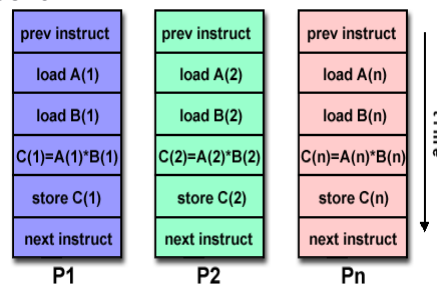 prev instruct
load A(1)
load B(1)
C(1)=A(1)*B(1)
store C(1)
next instruct
P1
prev instruct
load A(2)
load B(2)
C(2)=A(2)*B(2)
store C(2)
next instruct
P2
prev instruct
load A(n)
load B(n)
C(n)=A(n)*B(n)
store C(n)
next instruct
Pn